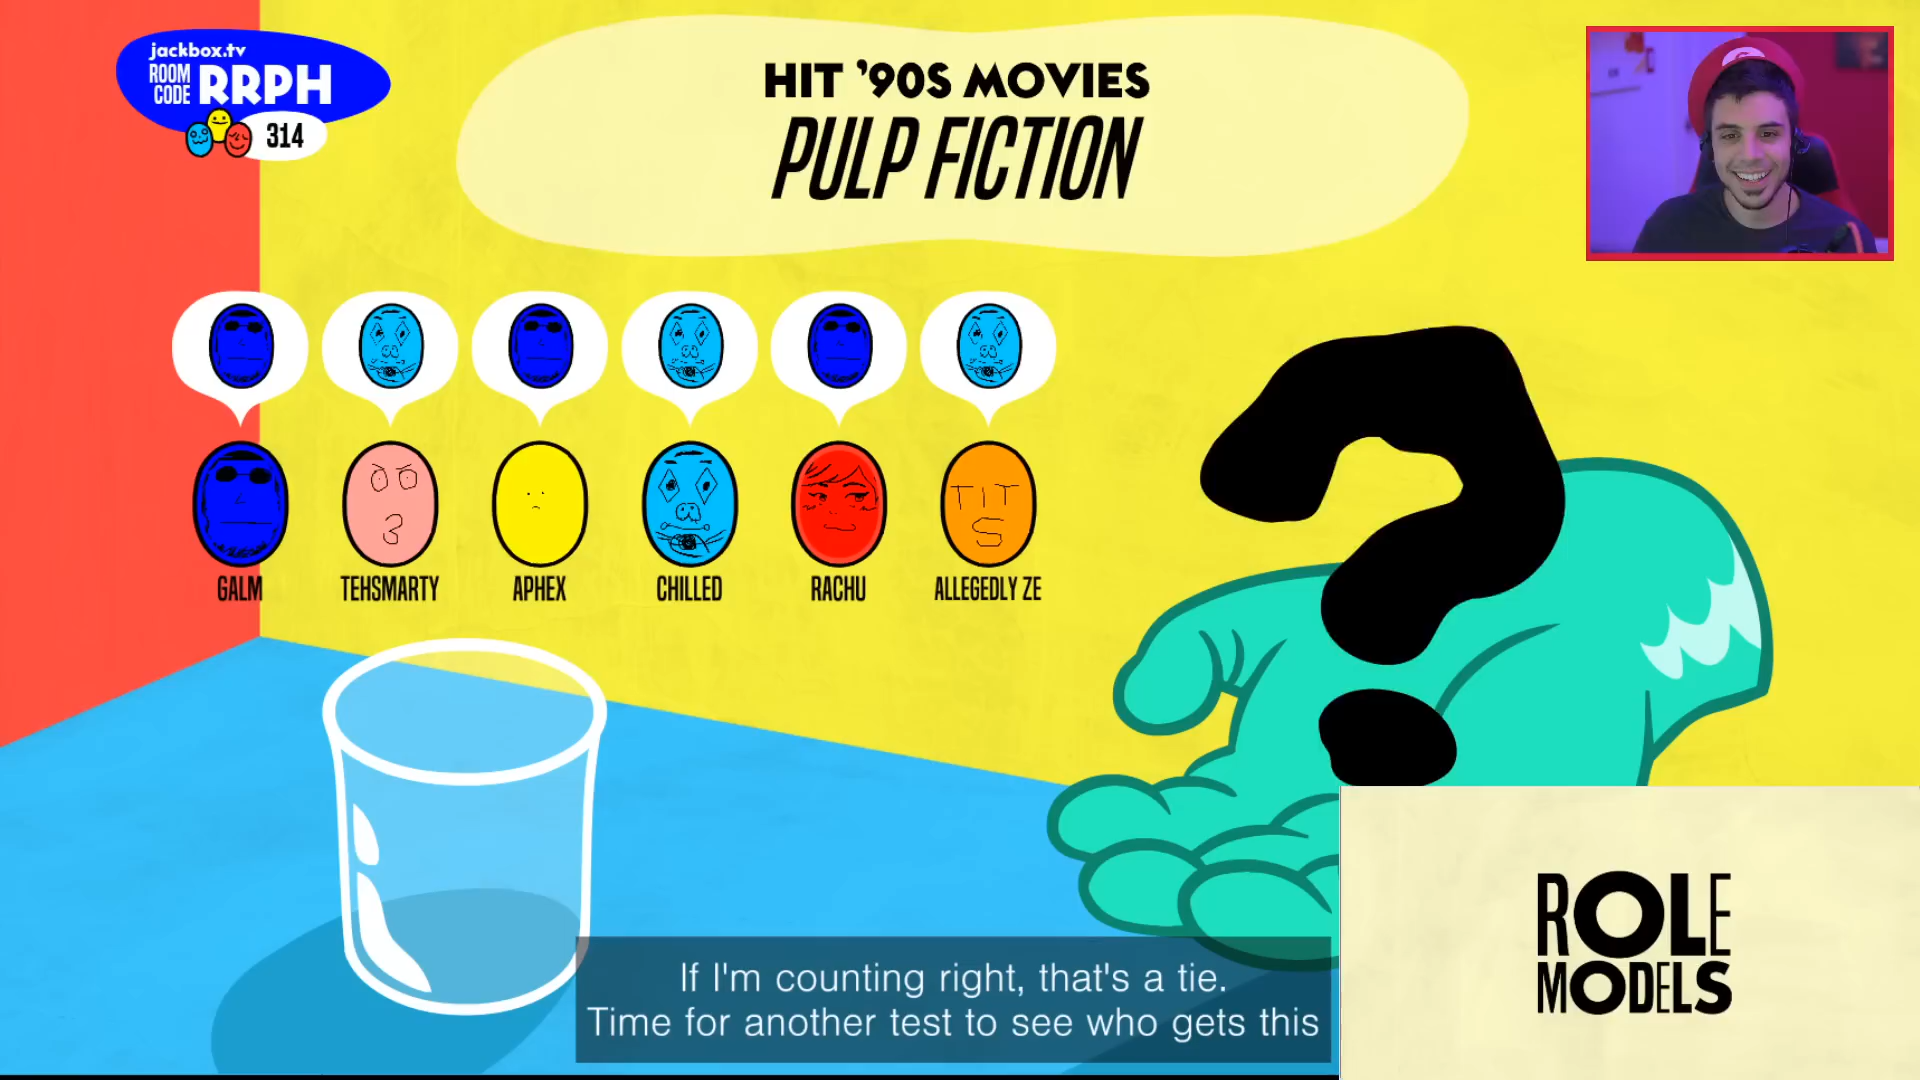 jackbox.tv
ROOM
CODE RRPH
314
HIT '90S MOVIES
PULP FICTION
GALM
TEHSMARTY
APHEX
CHILLED
RACHU
TIT
S
ALLEGEDLY ZE
If I'm counting right, that's a tie.
Time for another test to see who gets this
ROLE
MODELS